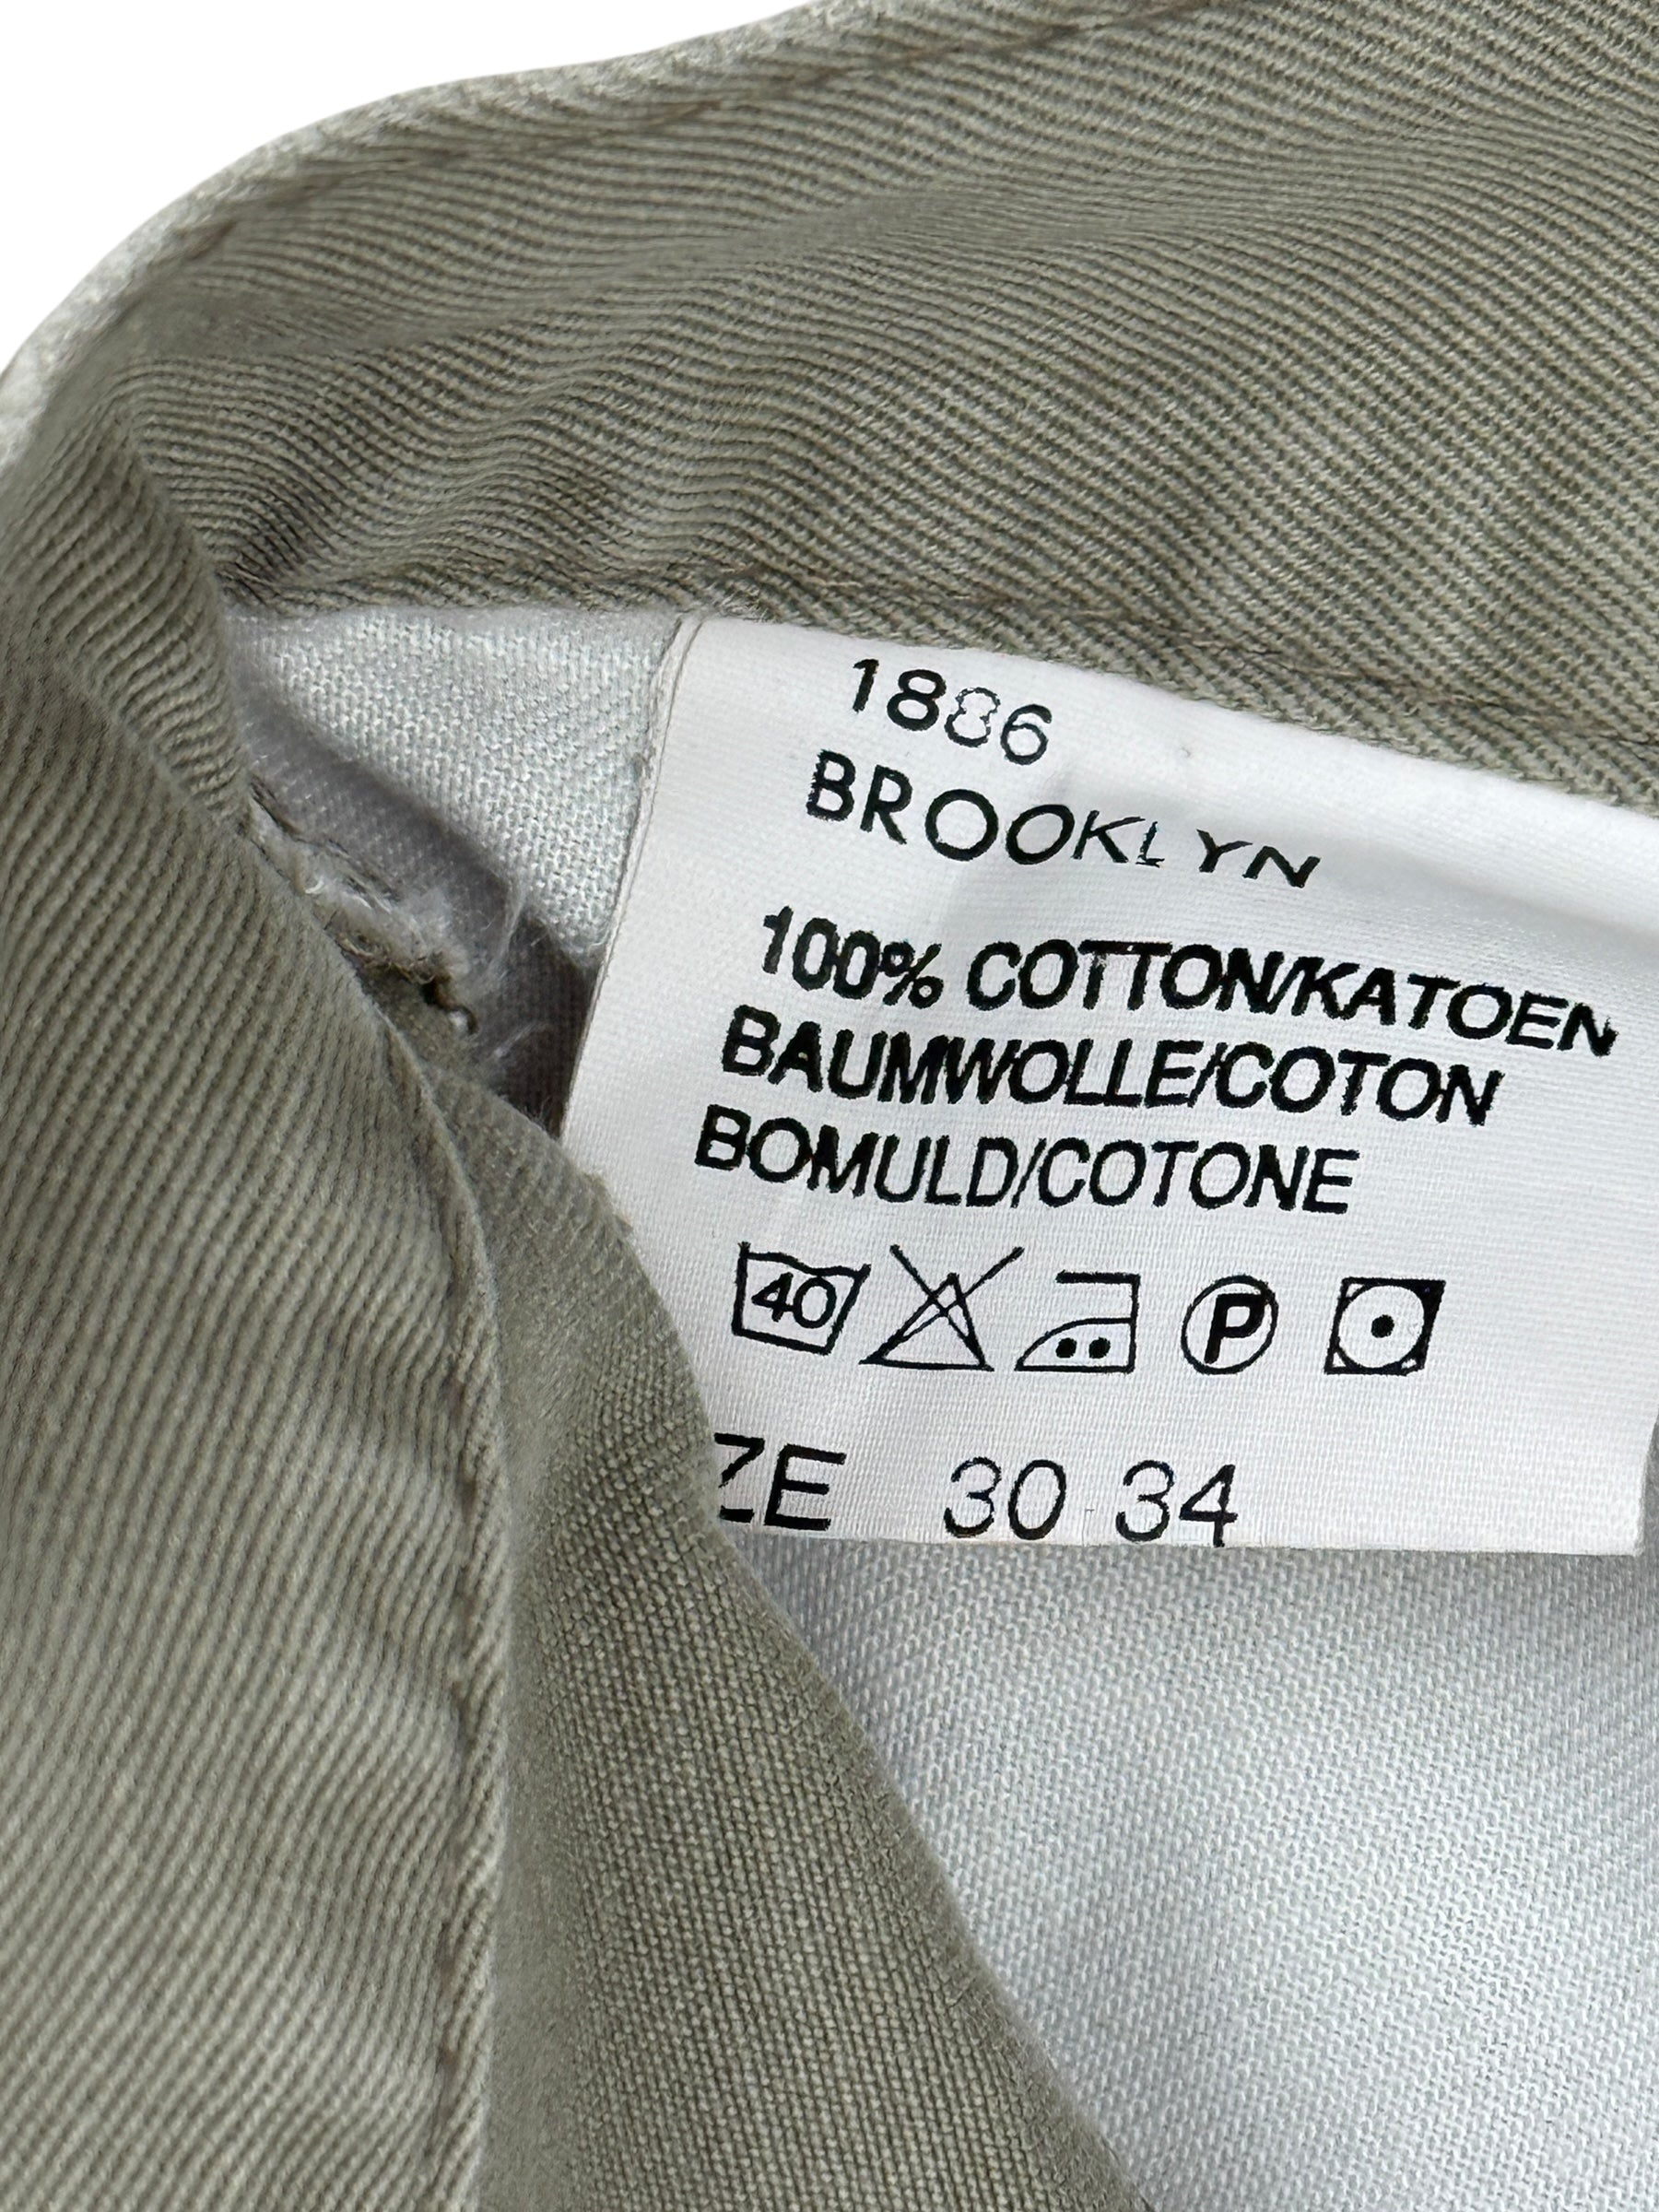 1886
BROOKLYN
100% COTTON/KATOEN
BAUMWOLLE/COTON
BOMULD/COTONE
40 P
ZE 30 34